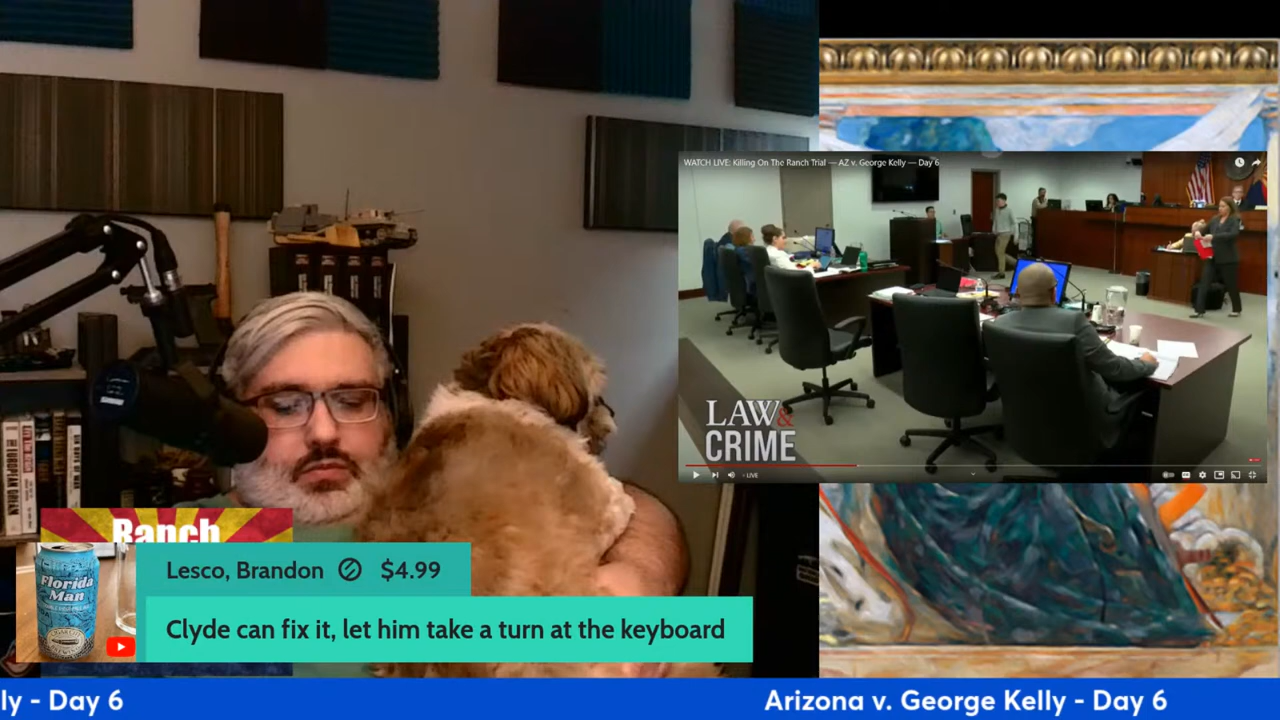 WATCH LIVE: Killing On The Ranch Trial — AZ v. George Kelly — Day 6
LAW&
CRIME
LIVE
THE EUROPEAN
Ranch
Florida
Man
Lesco, Brandon $4.99
Clyde can fix it, let him take a turn at the keyboard
ly - Day 6
Arizona v. George Kelly - Day 6